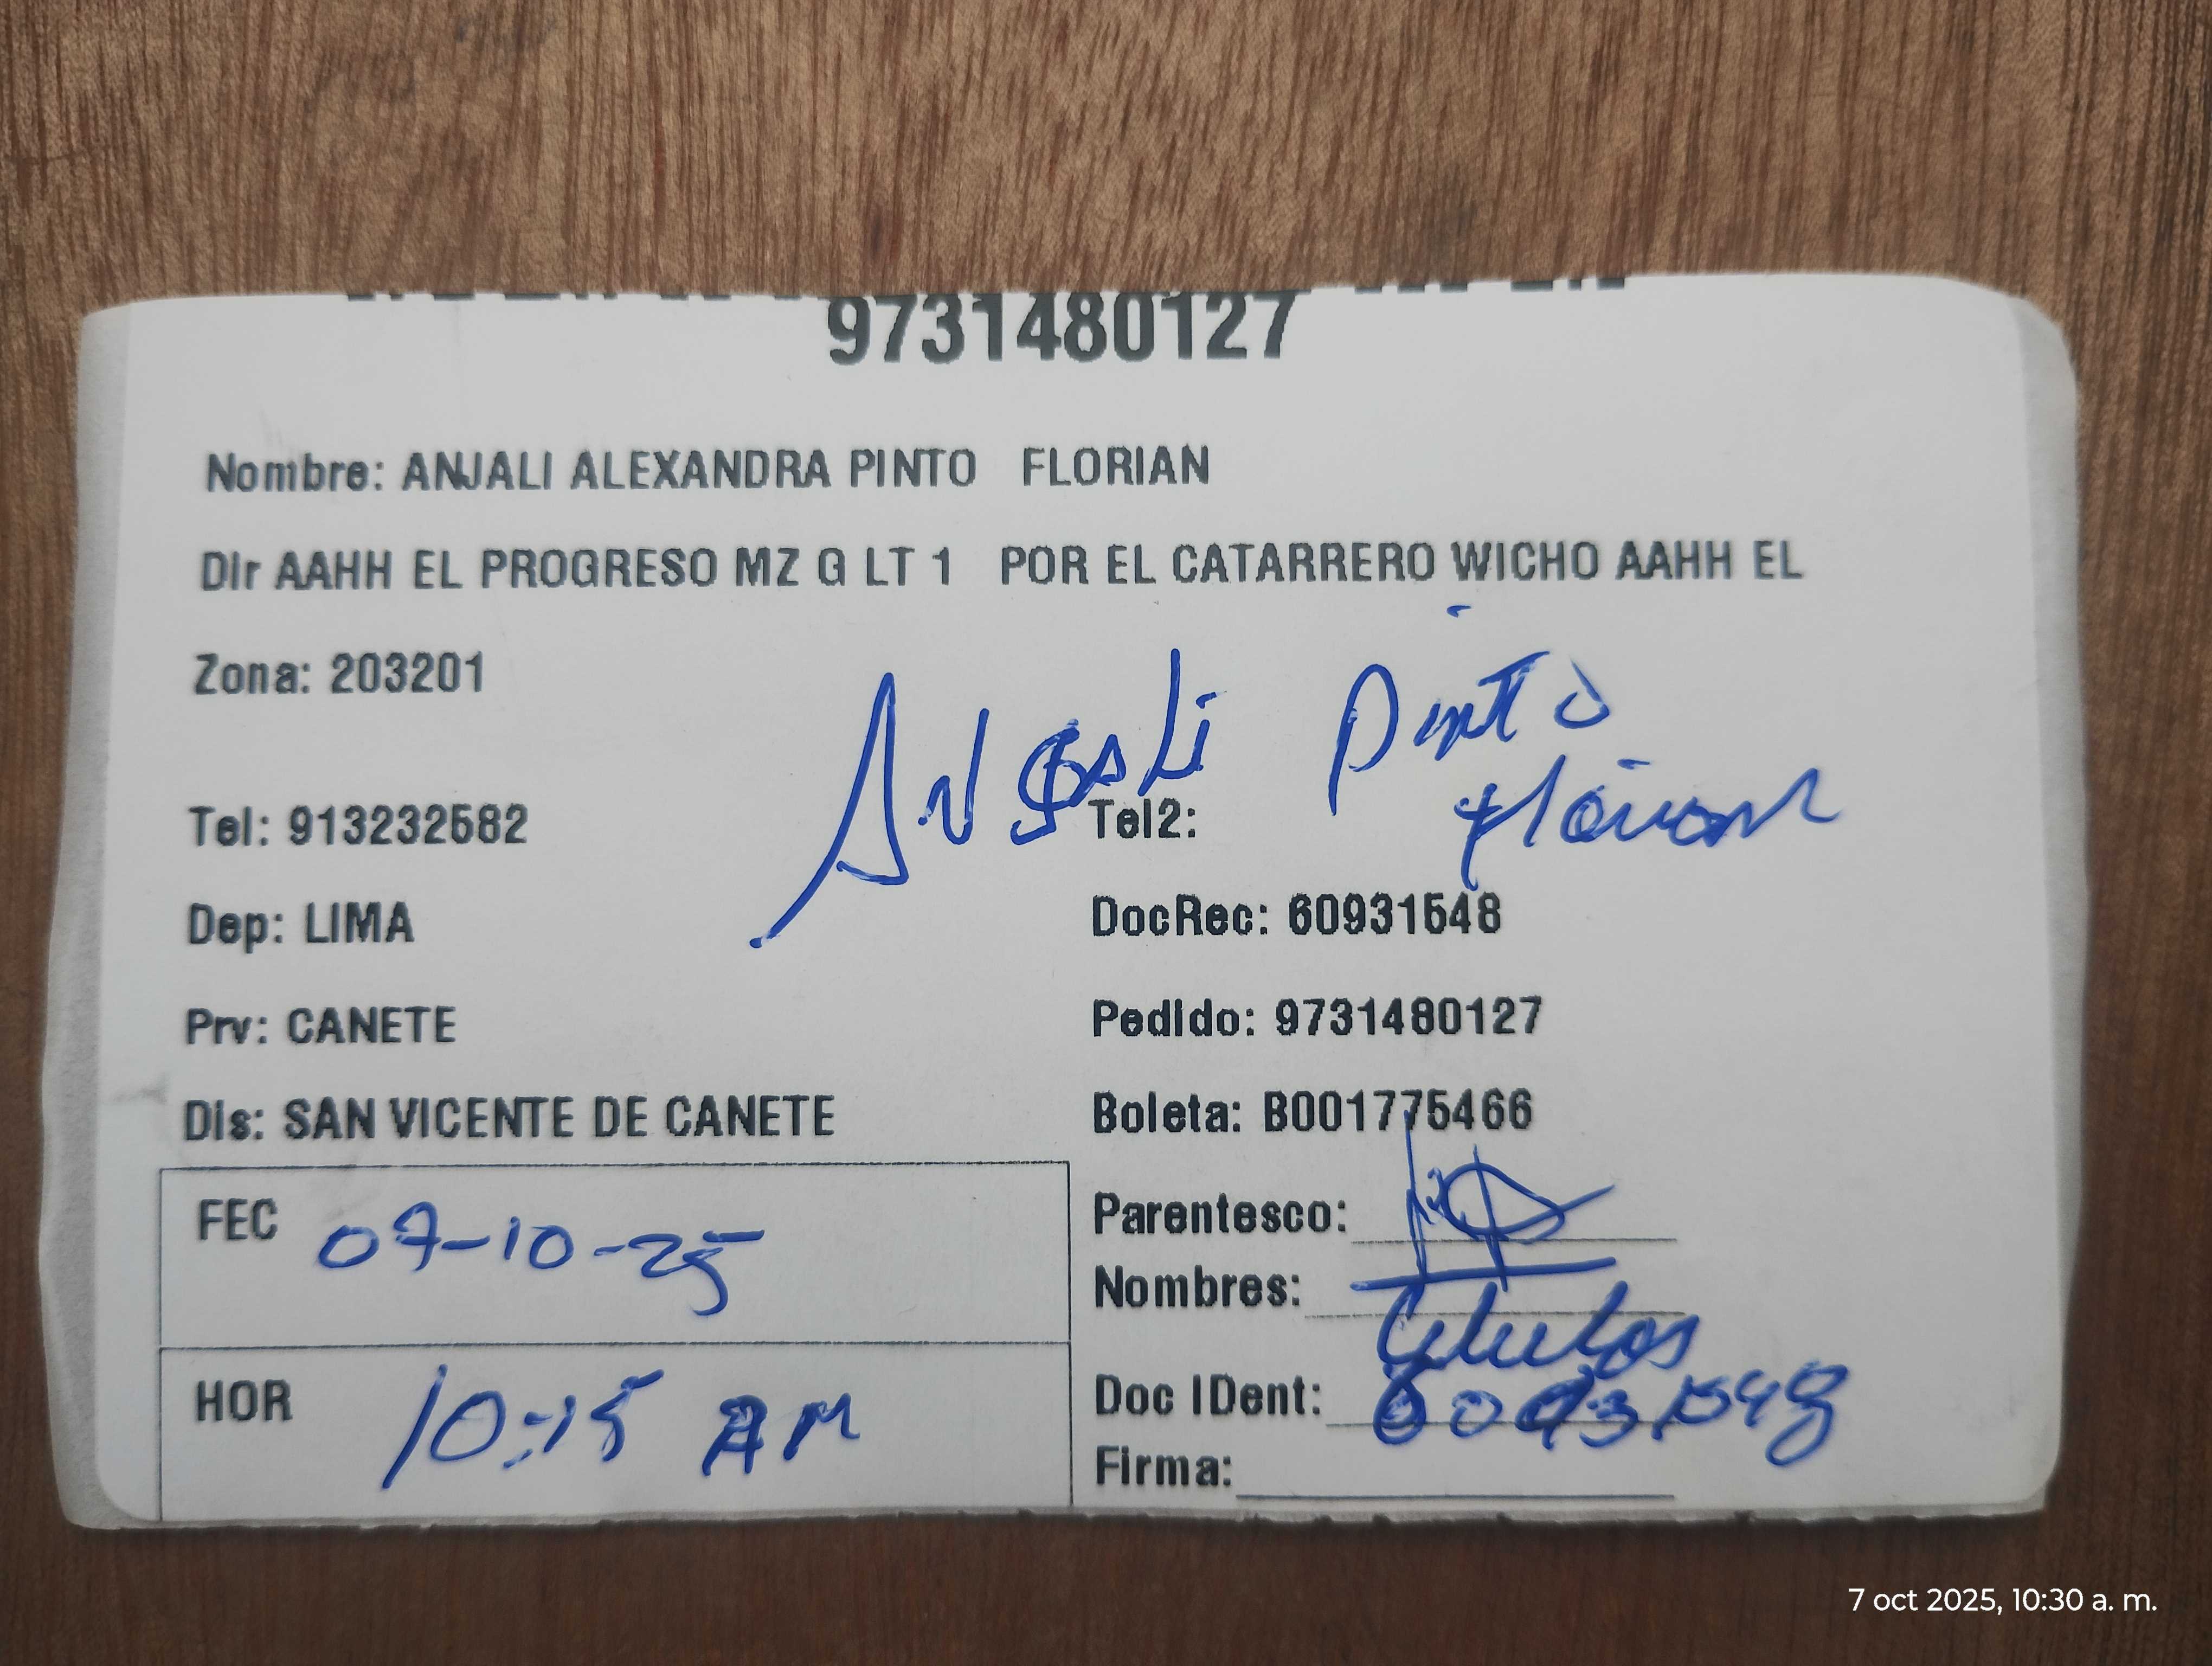 9731480127
Nombre: ANJALI ALEXANDRA PINTO FLORIAN
Dir AAHH EL PROGRESO MZ G LT 1 POR EL CATARRERO WICHO AAHH EL
Zona: 203201
Anjali Pinto
Florian
Tel: 913232582 Tel2:
Dep: LIMA DocRec: 60931548
Prv: CANETE Pedido: 9731480127
Dis: SAN VICENTE DE CANETE Boleta: B001775466
FEC 07-10-25 Parentesco:
Nombres:
HOR 10:15 AM Doc IDent: 60931548
Firma:
7 oct 2025, 10:30 a. m.